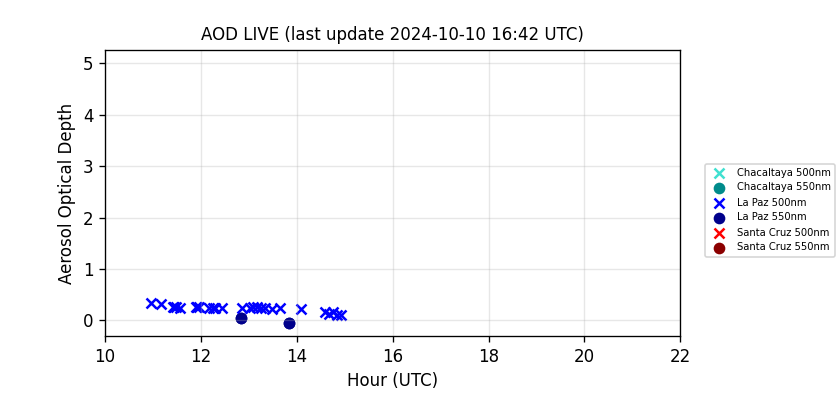 AOD LIVE (last update 2024-10-10 16:42 UTC)
Aerosol Optical Depth
5
4
3
2
1
0
10 12 14 16 18 20 22
Hour (UTC)
Chacaltaya 500nm
Chacaltaya 550nm
La Paz 500nm
La Paz 550nm
Santa Cruz 500nm
Santa Cruz 550nm